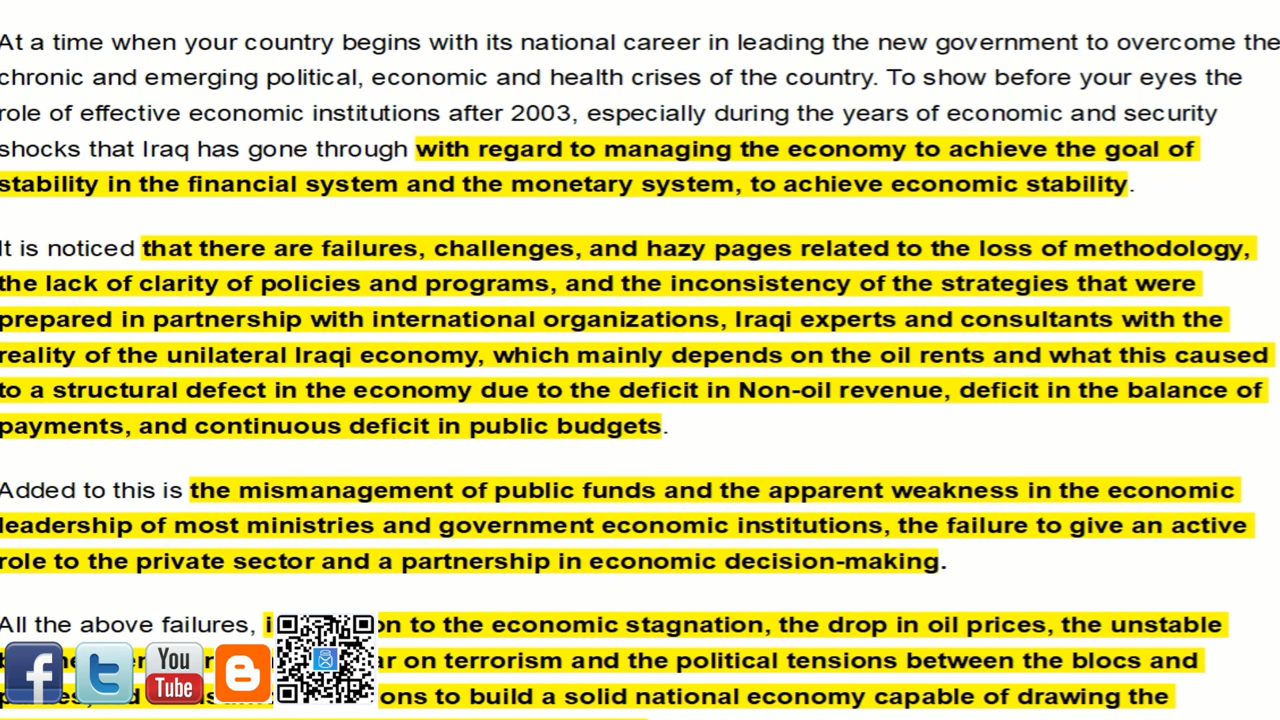 At a time when your country begins with its national career in leading the new government to overcome the
chronic and emerging political, economic and health crises of the country. To show before your eyes the
role of effective economic institutions after 2003, especially during the years of economic and security
shocks that Iraq has gone through with regard to managing the economy to achieve the goal of
stability in the financial system and the monetary system, to achieve economic stability.
It is noticed that there are failures, challenges, and hazy pages related to the loss of methodology,
the lack of clarity of policies and programs, and the inconsistency of the strategies that were
prepared in partnership with international organizations, Iraqi experts and consultants with the
reality of the unilateral Iraqi economy, which mainly depends on the oil rents and what this caused
to a structural defect in the economy due to the deficit in Non-oil revenue, deficit in the balance of
payments, and continuous deficit in public budgets.
Added to this is the mismanagement of public funds and the apparent weakness in the economic
leadership of most ministries and government economic institutions, the failure to give an active
role to the private sector and a partnership in economic decision-making.
All the above failures, to the economic stagnation, the drop in oil prices, the unstable
on terrorism and the political tensions between the blocs and
to build a solid national economy capable of drawing the
You
Tube